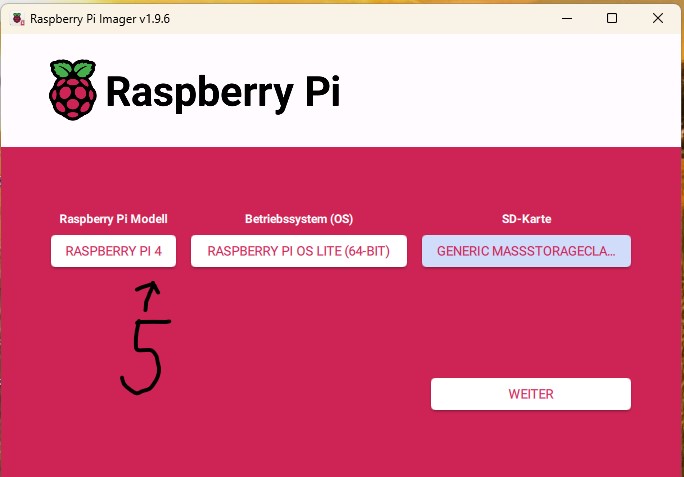 Raspberry Pi Imager v1.9.6
Raspberry Pi
Raspberry Pi Modell
Betriebssystem (OS)
SD-Karte
RASPBERRY PI 4
RASPBERRY PI OS LITE (64-BIT)
GENERIC MASSSTORAGECLA...
5
WEITER